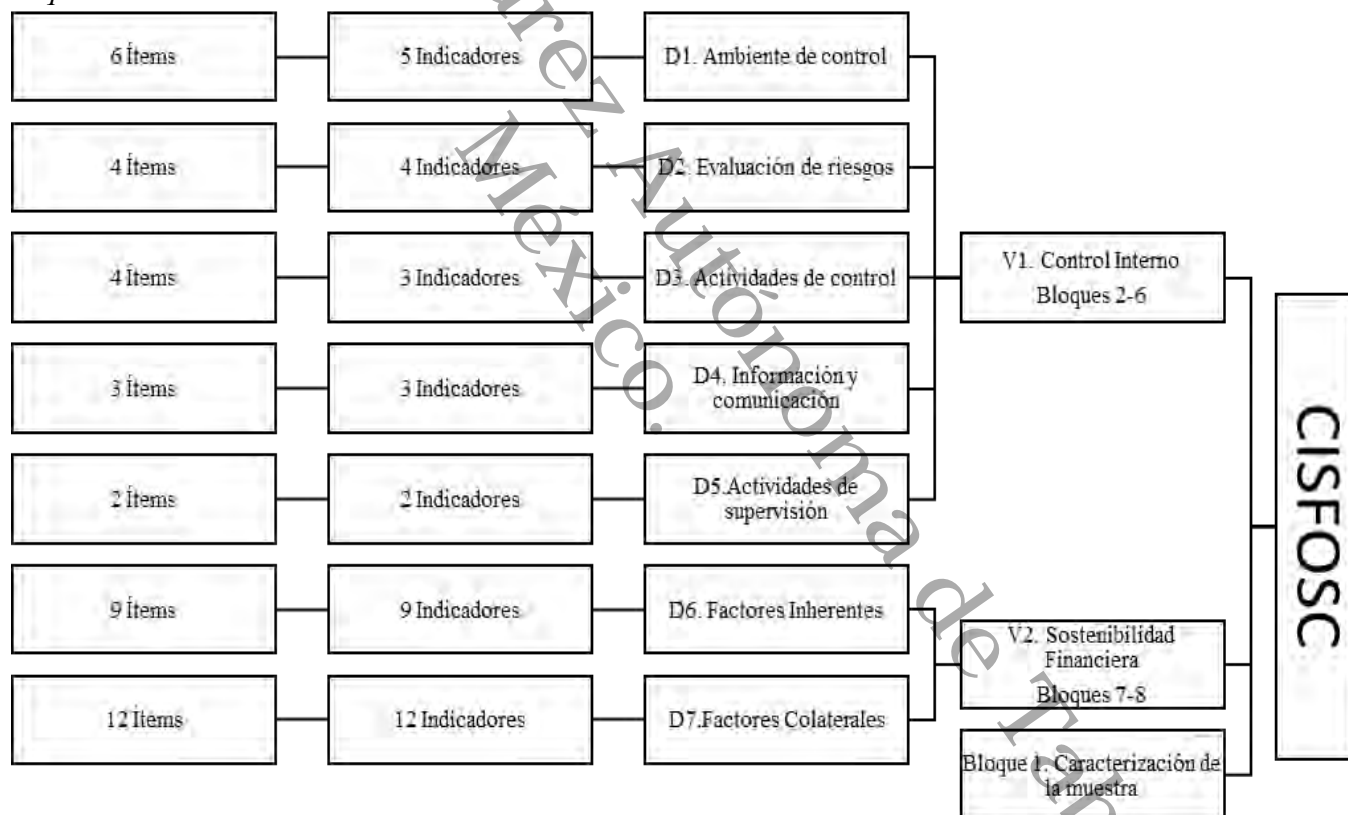 6 Ítems
5 Indicadores
D1. Ambiente de control
4 Ítems
4 Indicadores
D2. Evaluación de riesgos
4 Ítems
3 Indicadores
D3. Actividades de control
V1. Control Interno
Bloques 2-6
3 Ítems
3 Indicadores
D4. Información y
comunicación
2 Ítems
2 Indicadores
D5.Actividades de
supervisión
CISFOSC
9 Ítems
9 Indicadores
D6. Factores Inherentes
V2. Sostenibilidad
Financiera
Bloques 7-8
12 Ítems
12 Indicadores
D7.Factores Colaterales
Bloque 1. Caracterización de
la muestra
Autónoma de
México.